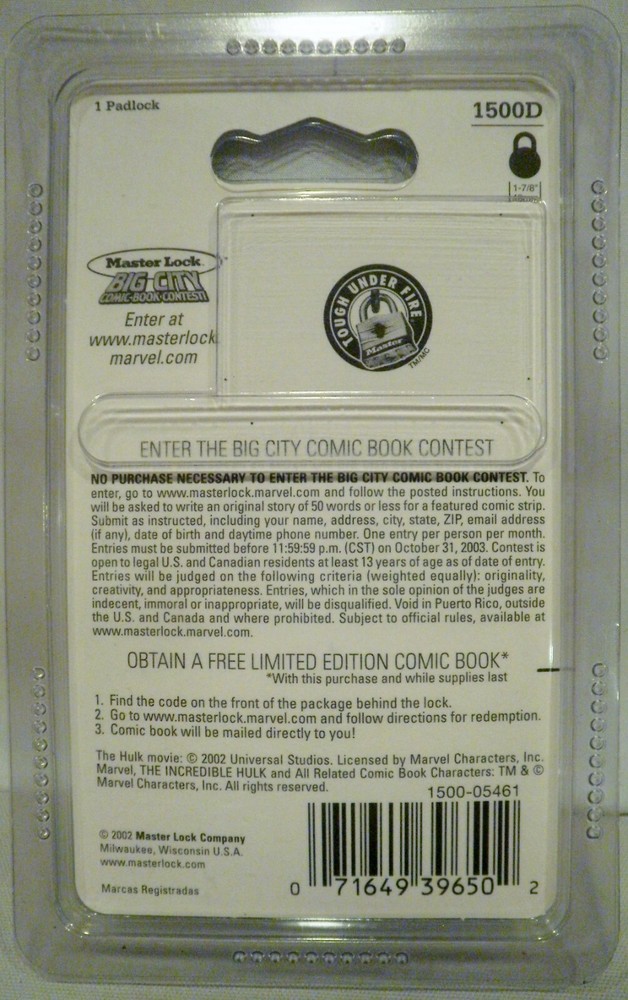 1 Padlock
1500D
1-7/8"
48mm
Master Lock
BIG CITY
COMIC-BOOK-CONTEST!
Enter at
www.masterlock
marvel.com
TOUGH UNDER FIRE
Master
TM/MC
ENTER THE BIG CITY COMIC BOOK CONTEST
NO PURCHASE NECESSARY TO ENTER THE BIG CITY COMIC BOOK CONTEST. To
enter, go to www.masterlock.marvel.com and follow the posted instructions. You
will be asked to write an original story of 50 words or less for a featured comic strip.
Submit as instructed, including your name, address, city, state, ZIP, email address
(if any), date of birth and daytime phone number. One entry per person per month.
Entries must be submitted before 11:59:59 p.m. (CST) on October 31, 2003. Contest is
open to legal U.S. and Canadian residents at least 13 years of age as of date of entry.
Entries will be judged on the following criteria (weighted equally): originality,
creativity, and appropriateness. Entries, which in the sole opinion of the judges are
indecent, immoral or inappropriate, will be disqualified. Void in Puerto Rico, outside
the U.S. and Canada and where prohibited. Subject to official rules, available at
www.masterlock.marvel.com.
OBTAIN A FREE LIMITED EDITION COMIC BOOK*
*With this purchase and while supplies last
1. Find the code on the front of the package behind the lock.
2. Go to www.masterlock.marvel.com and follow directions for redemption.
3. Comic book will be mailed directly to you!
The Hulk movie: © 2002 Universal Studios. Licensed by Marvel Characters, Inc.
Marvel, THE INCREDIBLE HULK and All Related Comic Book Characters: TM & ©
Marvel Characters, Inc. All rights reserved.
1500-05461
© 2002 Master Lock Company
Milwaukee, Wisconsin U.S.A.
www.masterlock.com
Marcas Registradas
0 71649 39650 2